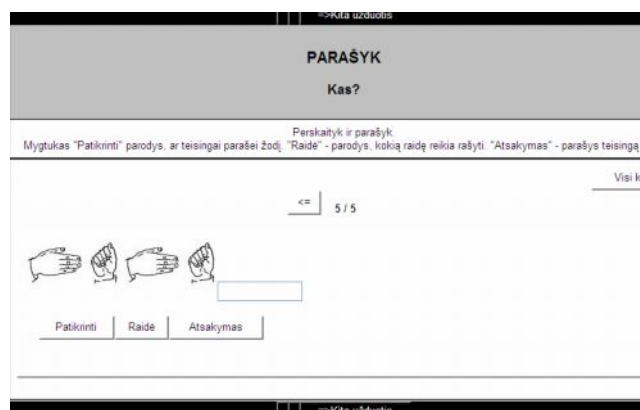 =>Kita užduotis
PARAŠYK
Kas?
Perskaityk ir parašyk.
Mygtukas "Patikrinti" parodys, ar teisingai parašei žodį. "Raidė" - parodys, kokią raidę reikia rašyti. "Atsakymas" - parašys teisingą
Visi k
<=
5 / 5
Patikrinti
Raidė
Atsakymas
=>Kita užduotis